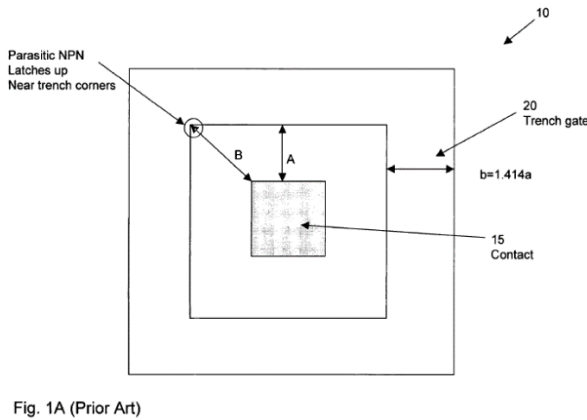 10
Parasitic NPN
Latches up
Near trench corners
20
Trench gate
B
A
b=1.414a
15
Contact
Fig. 1A (Prior Art)